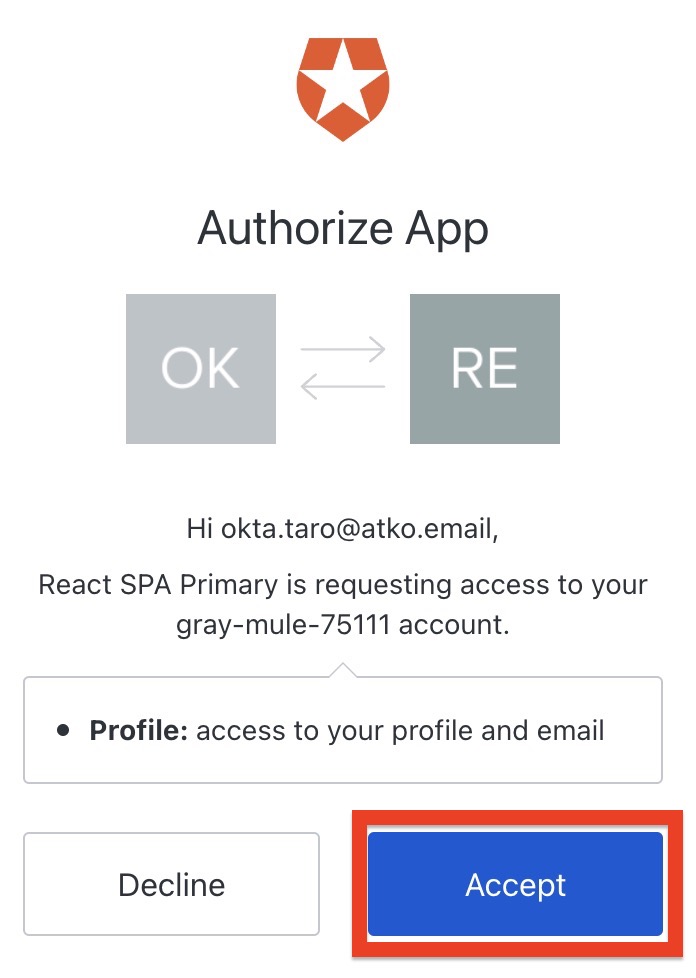 Authorize App
OK
RE
Hi okta.taro@atko.email,
React SPA Primary is requesting access to your
gray-mule-75111 account.
• Profile: access to your profile and email
Decline
Accept